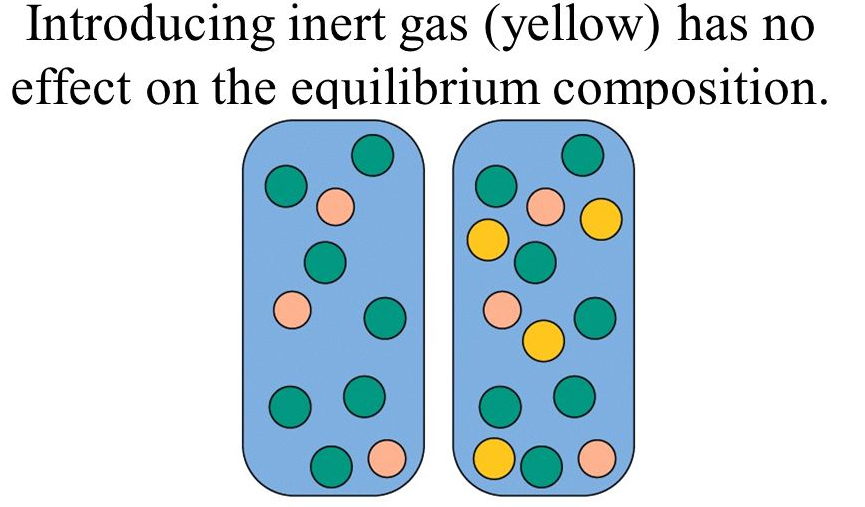 Introducing inert gas (yellow) has no
effect on the equilibrium composition.